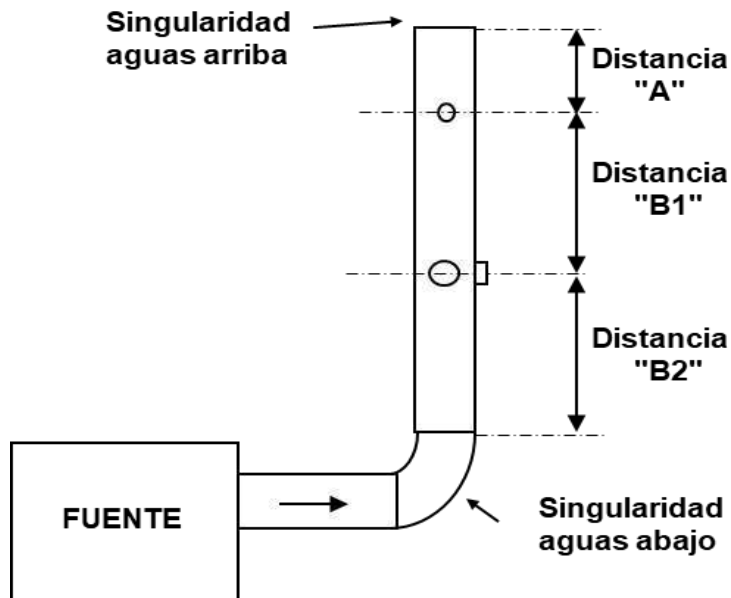 Singularidad
aguas arriba
Distancia
"A"
Distancia
"B1"
Distancia
"B2"
FUENTE
Singularidad
aguas abajo